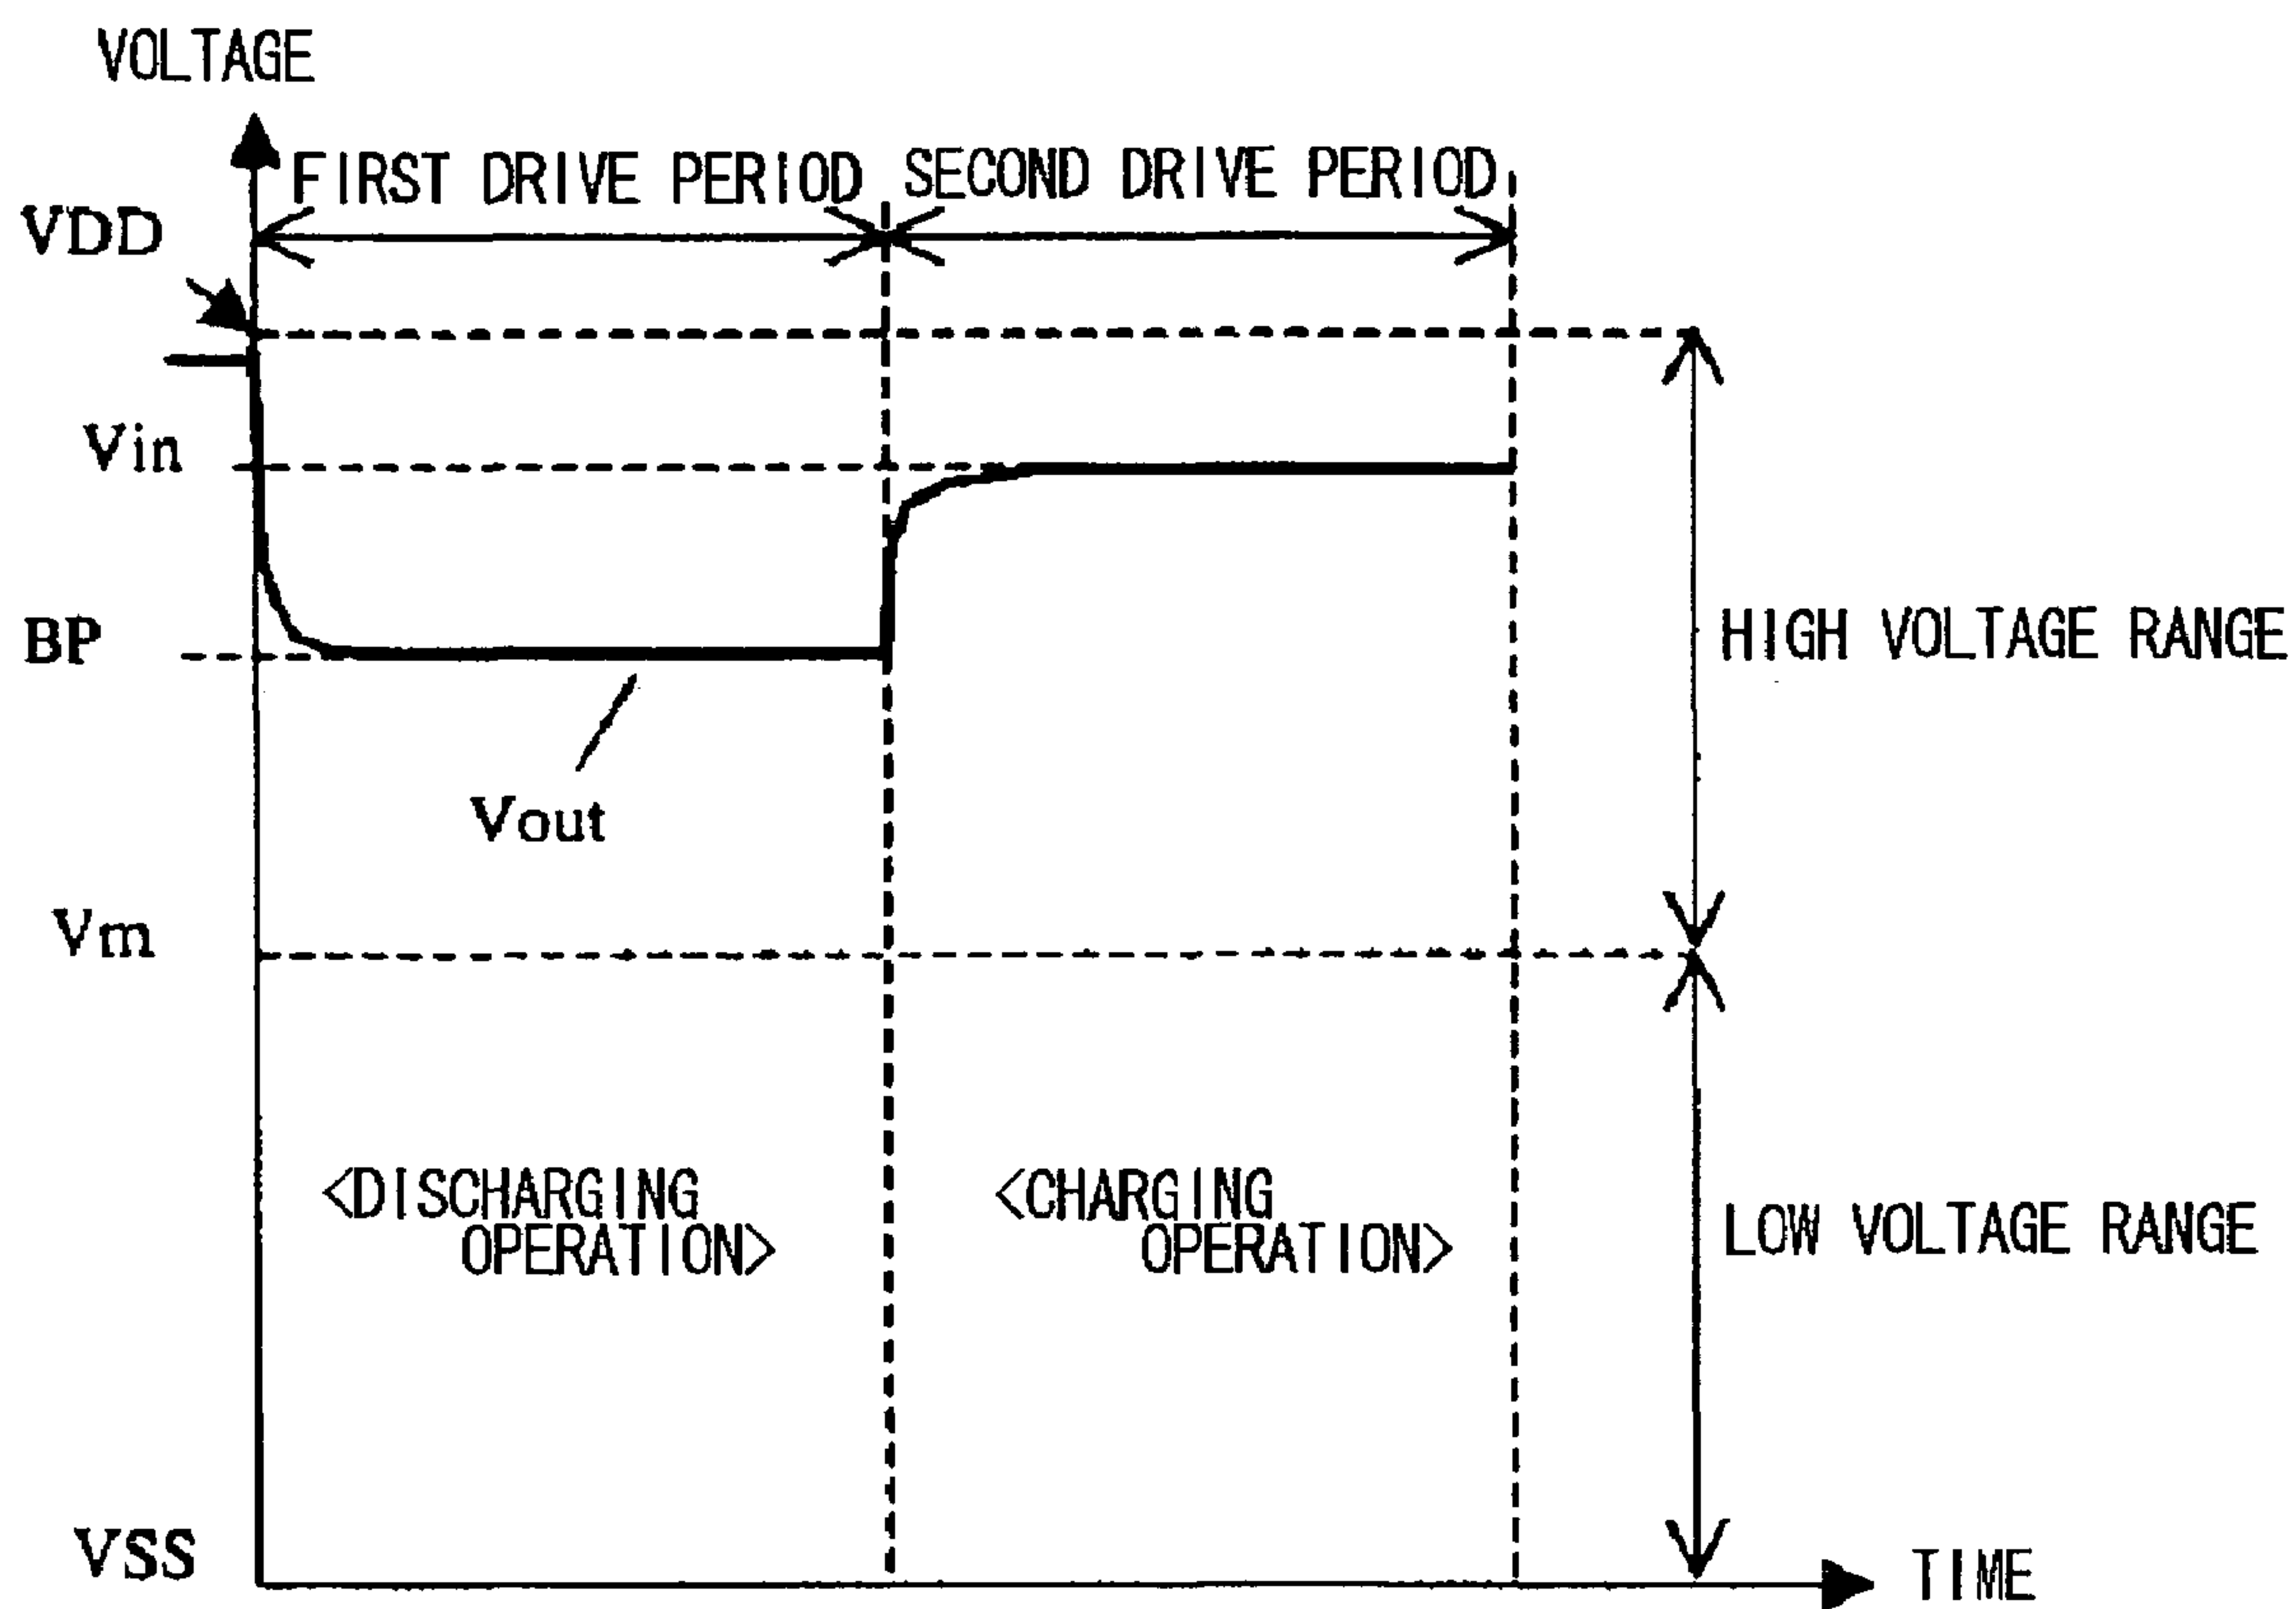 VOLTAGE
FIRST DRIVE PERIOD
SECOND DRIVE PERIOD
VDD
Vin
BP
HIGH VOLTAGE RANGE
Vout
Vm
<DISCHARGING
OPERATION>
<CHARGING
OPERATION>
LOW VOLTAGE RANGE
VSS
TIME